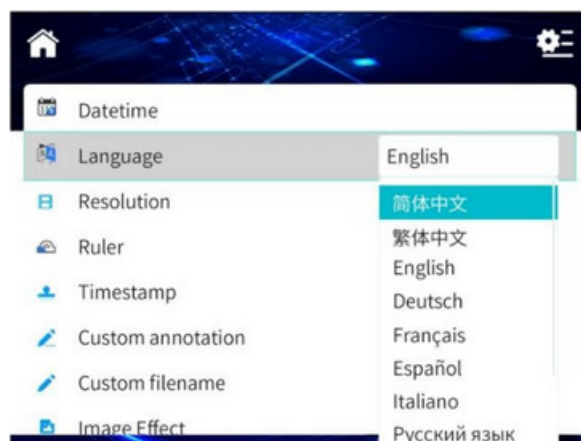 Datetime
Language English
Resolution 简体中文
Ruler 繁体中文
English
Timestamp Deutsch
Custom annotation Français
Custom filename Español
Italiano
Image Effect Русский язык